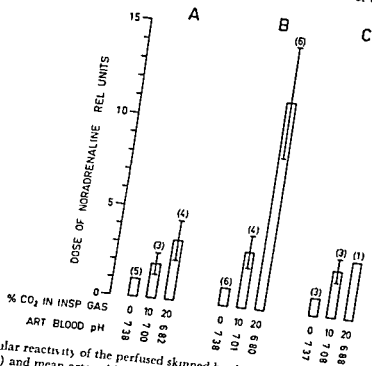 A
B
C
15
10
5
0
DOSE OF NORADRENALINE REL UNITS
(5)
(3)
(4)
(6)
(4)
(6)
(3)
(3)
(1)
% CO₂ IN INSP GAS
0 10 20
0 10 20
0 10 20
ART BLOOD pH
7.38 7.00 6.82
7.38 7.01 6.80
7.37 7.08 6.88
ular reactivity of the perfused skinned
) and mean